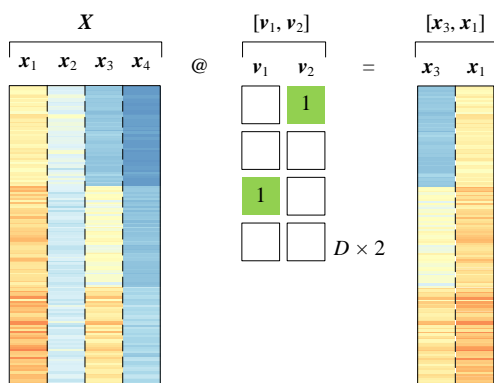 X [v₁, v₂] [x₃, x₁]
x₁ x₂ x₃ x₄ @ v₁ v₂ = x₃ x₁
1
1
D × 2